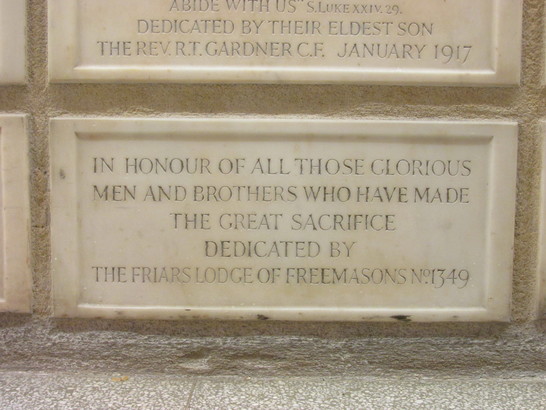 ABIDE WITH US" S.LUKE XXIV. 29.
DEDICATED BY THEIR ELDEST SON
THE REV. R.T. GARDNER C.F. JANUARY 1917
IN HONOUR OF ALL THOSE GLORIOUS
MEN AND BROTHERS WHO HAVE MADE
THE GREAT SACRIFICE
DEDICATED BY
THE FRIARS LODGE OF FREEMASONS No. 1349